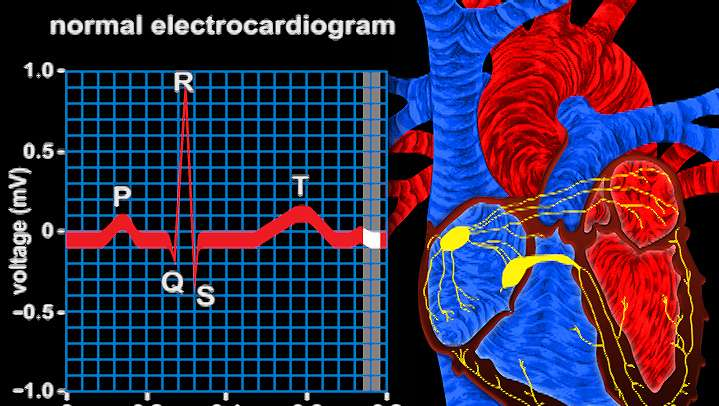 normal electrocardiogram
voltage (mV)
1.0
0.5
0
-0.5
-1.0
P
R
Q
S
T